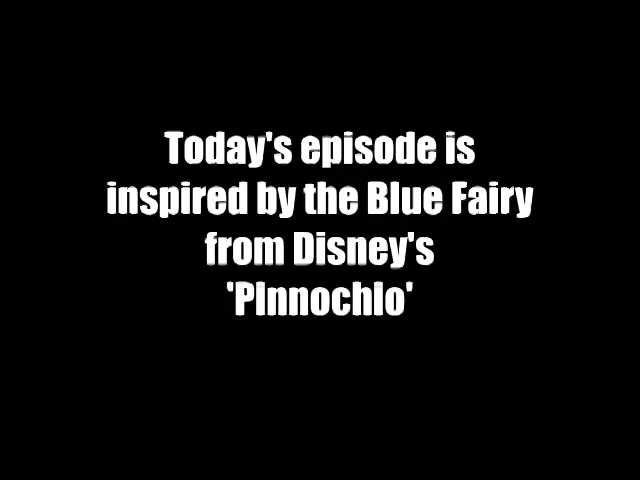 Today's episode is
inspired by the Blue Fairy
from Disney's
'Pinnochio'